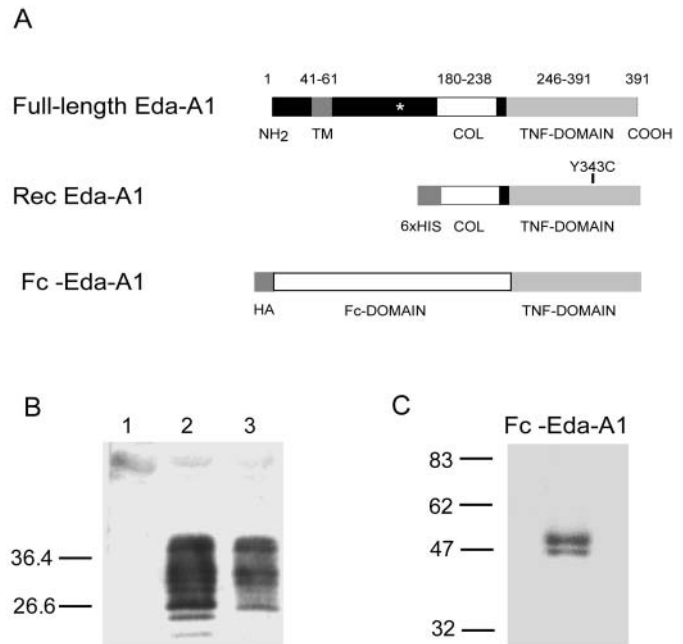 A
1 41-61 180-238 246-391 391
Full-length Eda-A1
*
NH2 TM COL TNF-DOMAIN COOH
Y343C
Rec Eda-A1
6xHIS COL TNF-DOMAIN
Fc -Eda-A1
HA Fc-DOMAIN TNF-DOMAIN
B
1 2 3
36.4
26.6
C
Fc -Eda-A1
83
62
47
32